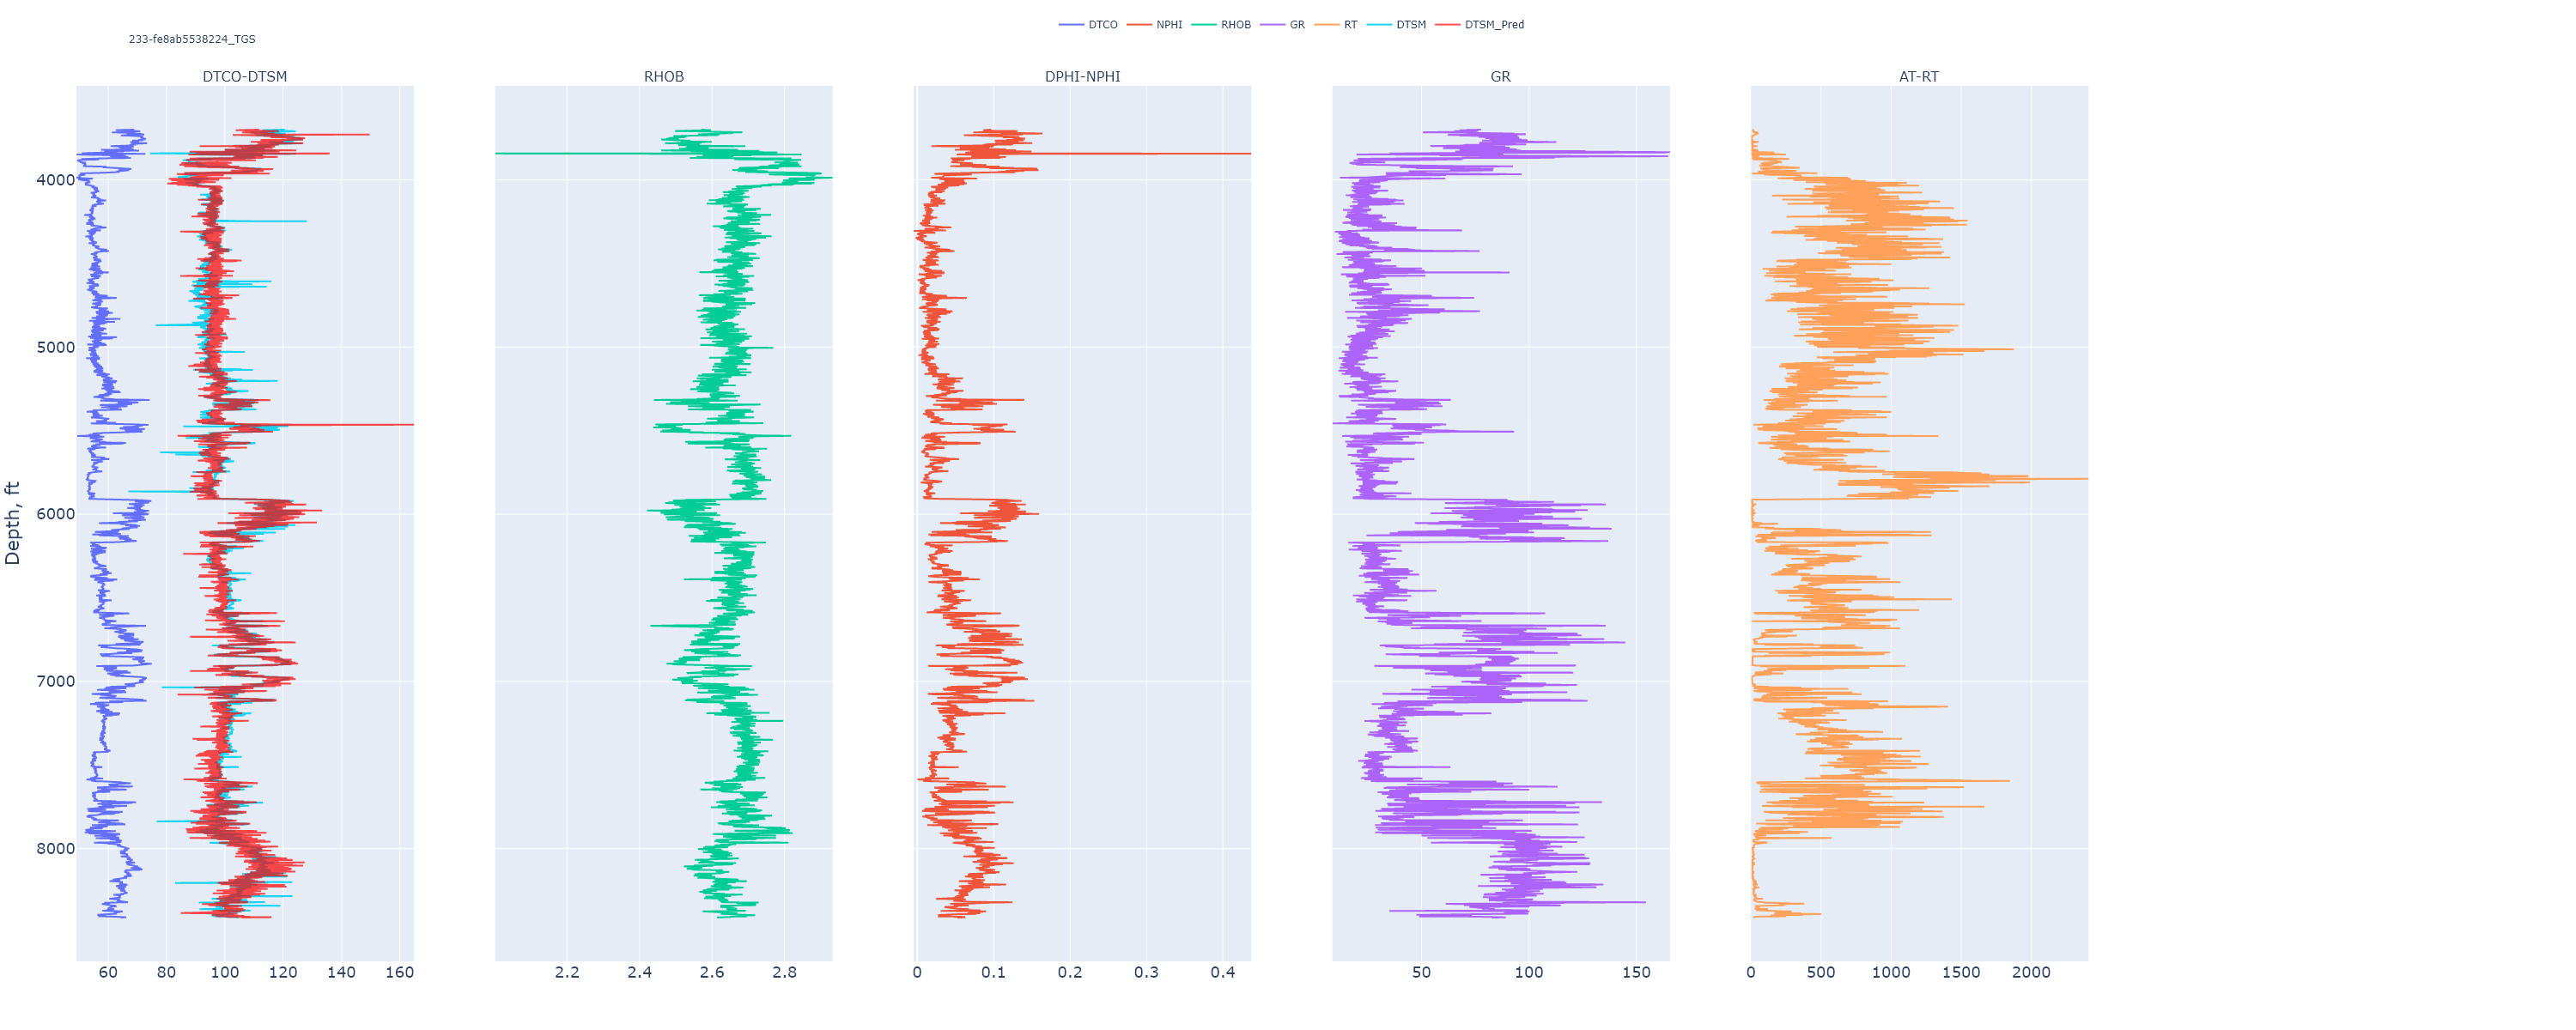 DTCO NPHI RHOB GR RT DTSM DTSM_Pred
233-fe8ab5538224_TGS
DTCO-DTSM RHOB DPHI-NPHI GR AT-RT
4000
5000
6000
7000
8000
Depth, ft
60 80 100 120 140 160
2.2 2.4 2.6 2.8
0 0.1 0.2 0.3 0.4
50 100 150
0 500 1000 1500 2000